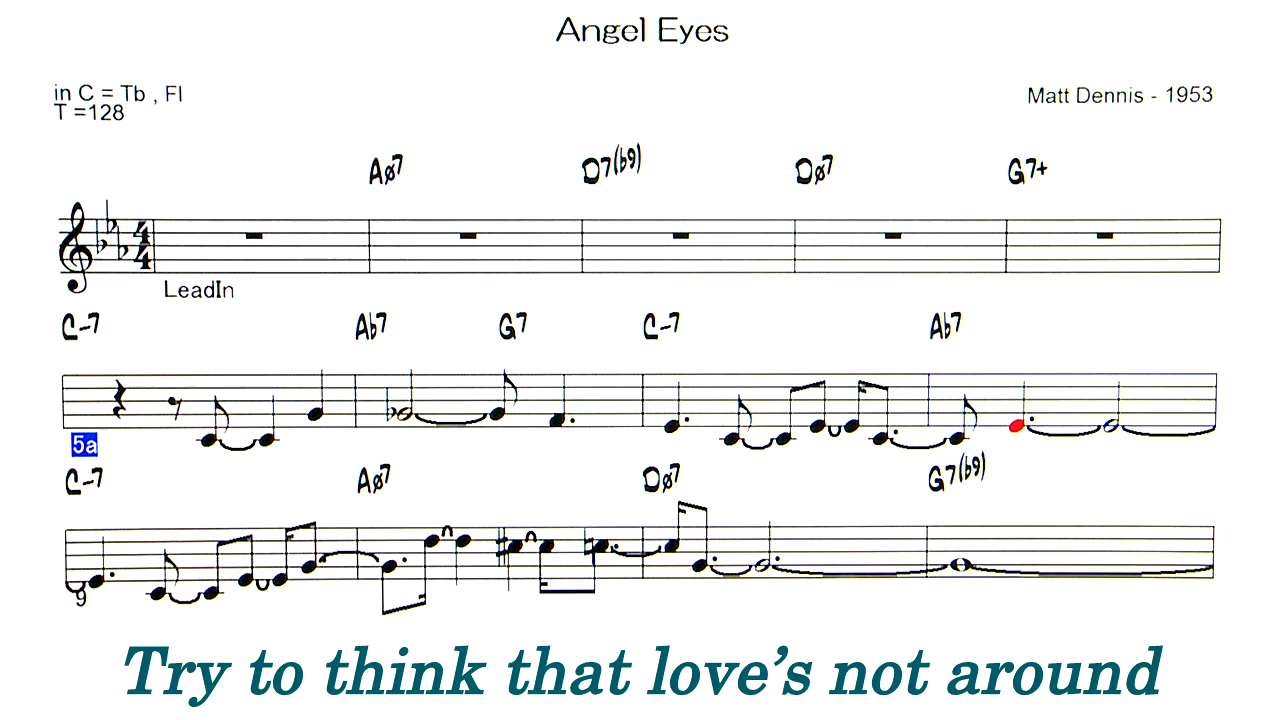 Angel Eyes
in C = Tb , Fl
T =128
Matt Dennis - 1953
Aø7 D7(b9) Dø7 G7+
LeadIn
C-7 Ab7 G7 C-7 Ab7
5a
C-7 Aø7 Dø7 G7(b9)
9
Try to think that love’s not around